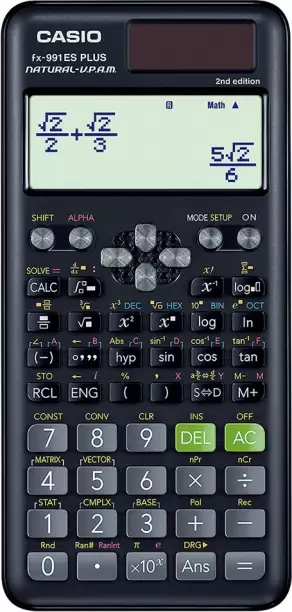 CASIO
fx-991ES PLUS
NATURAL-V.P.A.M.
2nd edition
D Math ▲
√2/2+√2/3
5√2/6
SHIFT ALPHA MODE SETUP ON
SOLVE = d/dx : x! Σ :
CALC ∫ x⁻¹ log
∛ x³ DEC ˣ√ HEX 10ˣ BIN eˣ OCT
√ x² xˣ log ln
∠ A ← B Abs C sin⁻¹ D cos⁻¹ E tan⁻¹ F
(−) °'" hyp sin cos tan
STO ← i % , X a b/c Y M− M
RCL ENG ( ) S⇔D M+
CONST CONV CLR INS OFF
7 8 9 DEL AC
MATRIX VECTOR nPr nCr
4 5 6 × ÷
STAT CMPLX BASE Pol Rec
1 2 3 + −
Rnd Ran# RanInt π e DRG▶
0 • ×10ˣ Ans =